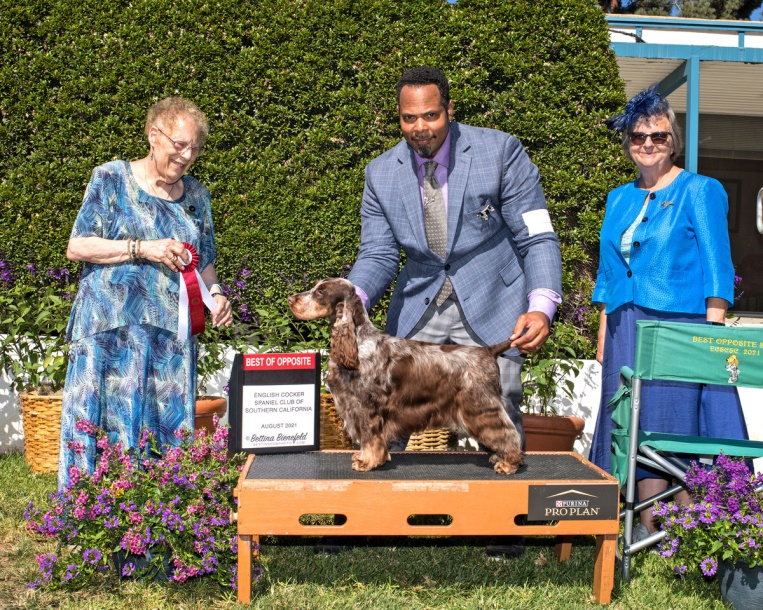 BEST OF OPPOSITE
ENGLISH COCKER
SPANIEL CLUB OF
SOUTHERN CALIFORNIA
AUGUST 2021
© Bettina Bienefeld
BEST OPPOSITE S
2021
PURINA
PRO PLAN